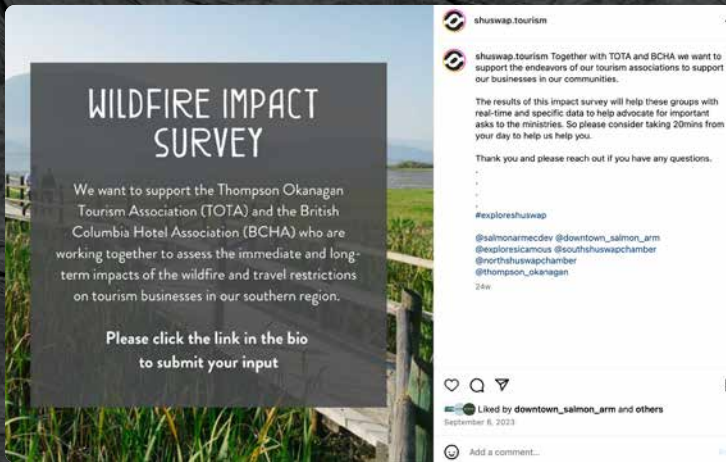 WILDFIRE IMPACT
SURVEY
We want to support the Thompson Okanagan
Tourism Association (TOTA) and the British
Columbia Hotel Association (BCHA) who are
working together to assess the immediate and long-
term impacts of the wildfire and travel restrictions
on tourism businesses in our southern region.
Please click the link in the bio
to submit your input
shuswap.tourism
shuswap.tourism Together with TOTA and BCHA we want to
support the endeavors of our tourism associations to support
our businesses in our communities.
The results of this impact survey will help these groups with
real-time and specific data to help advocate for important
asks to the ministries. So please consider taking 20mins from
your day to help us help you.
Thank you and please reach out if you have any questions.
.
.
.
.
#exploreshuswap
@salmonarmecdev @downtown_salmon_arm
@exploresicamous @southshuswapchamber
@northshuswapchamber
@thompson_okanagan
24w
Liked by downtown_salmon_arm and others
September 6, 2023
Add a comment...